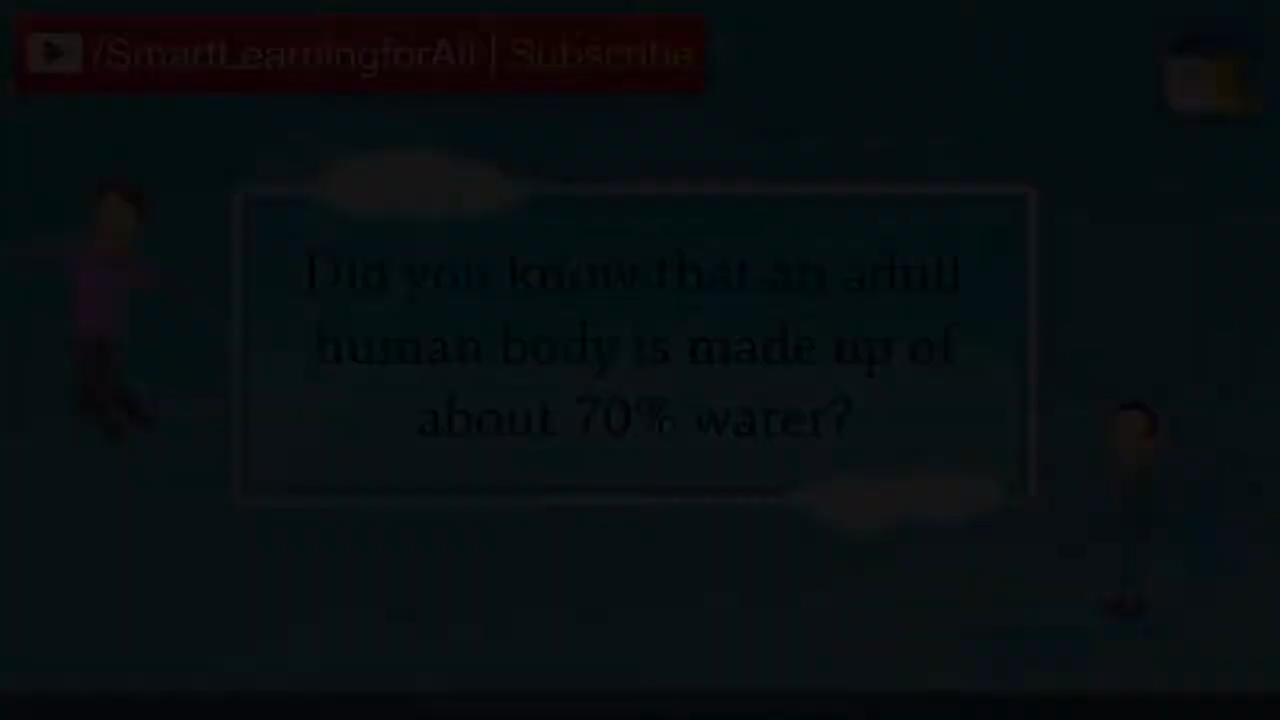 /SmartLearningforAll | Subscribe
Did you know that an adult
human body is made up of
about 70% water?